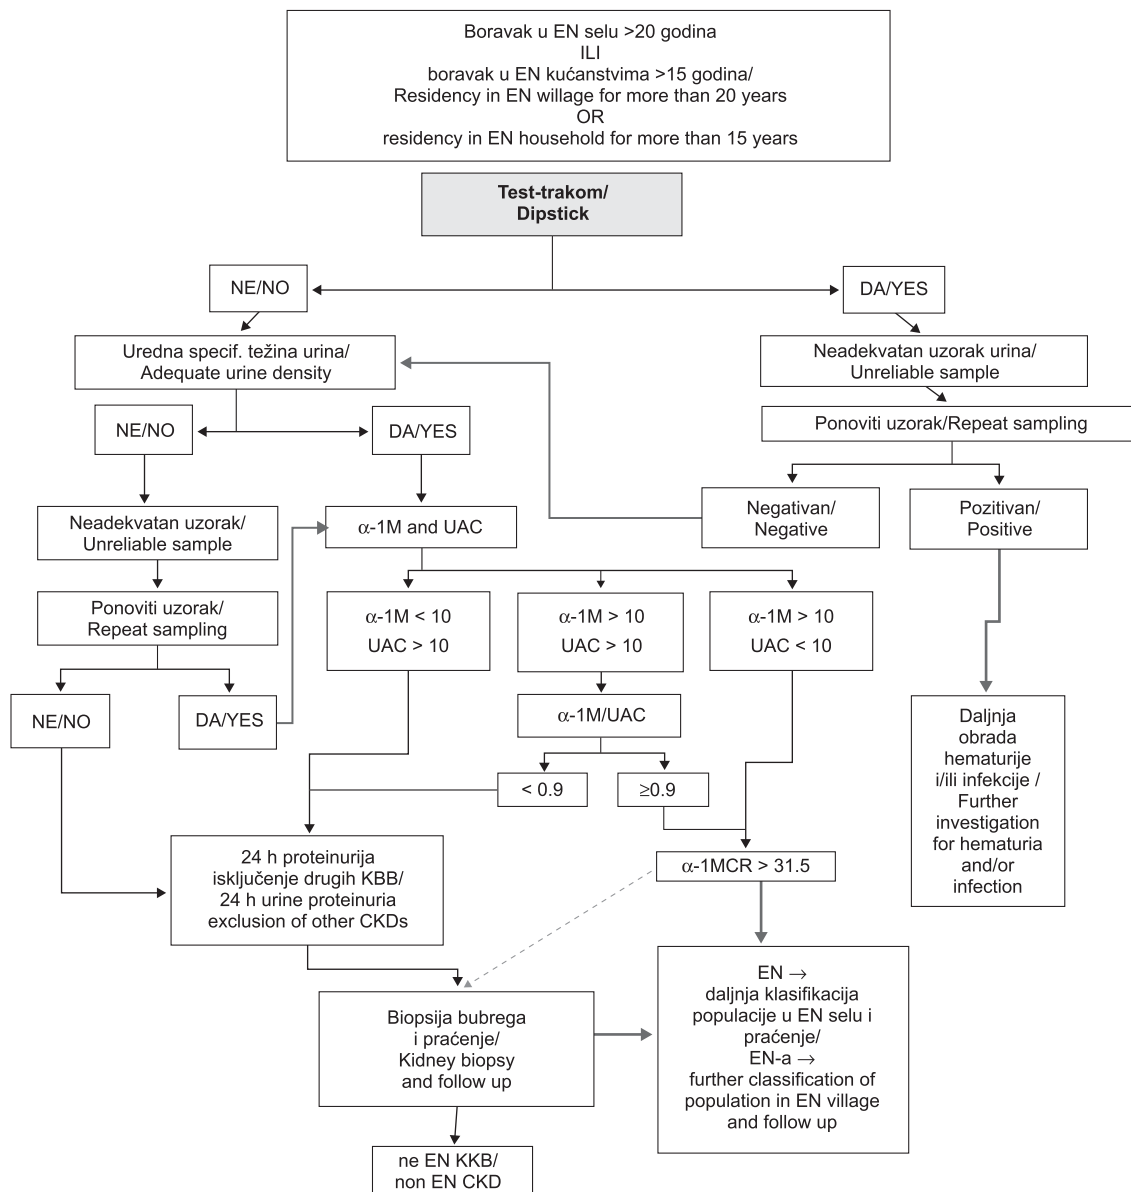 Boravak u EN selu >20 godina
ILI
boravak u EN kućanstvima >15 godina/
Residency in EN willage for more than 20 years
OR
residency in EN household for more than 15 years
Test-trakom/
Dipstick
NE/NO
DA/YES
Uredna specif. težina urina/
Adequate urine density
Neadekvatan uzorak urina/
Unreliable sample
NE/NO
DA/YES
Ponoviti uzorak/Repeat sampling
Neadekvatan uzorak/
Unreliable sample
α-1M and UAC
Negativan/
Negative
Pozitivan/
Positive
Ponoviti uzorak/
Repeat sampling
α-1M < 10
UAC > 10
α-1M > 10
UAC > 10
α-1M > 10
UAC < 10
NE/NO
DA/YES
α-1M/UAC
< 0.9
≥0.9
Daljnja
obrada
hematurije
i/ili infekcije /
Further
investigation
for hematuria
and/or
infection
24 h proteinurija
isključenje drugih KBB/
24 h urine proteinuria
exclusion of other CKDs
α-1MCR > 31.5
Biopsija bubrega
i praćenje/
Kidney biopsy
and follow up
EN →
daljnja klasifikacija
populacije u EN selu i
praćenje/
EN-a →
further classification of
population in EN village
and follow up
ne EN KKB/
non EN CKD